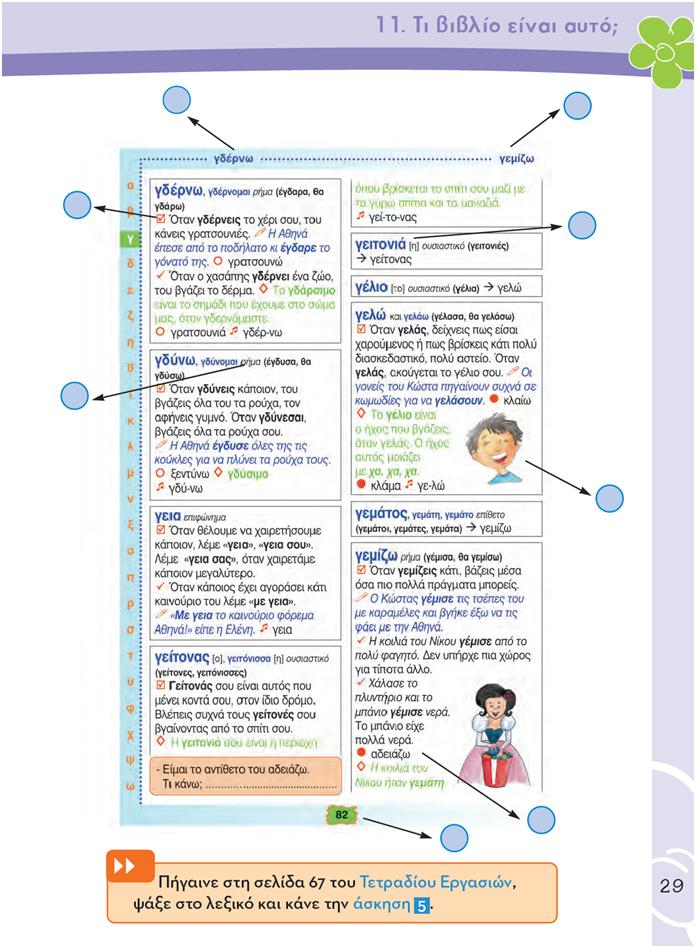 11. Τι βιβλίο είναι αυτό;
γδέρνω
γεμίζω
α
β
γ
δ
ε
ζ
η
θ
ι
κ
λ
μ
ν
ξ
ο
π
ρ
σ
τ
υ
φ
χ
ψ
ω
γδέρνω, γδέρνομαι ρήμα (έγδαρα, θα
γδάρω)
Όταν γδέρνεις το χέρι σου, του
κάνεις γρατσουνιές. Η Αθηνά
έπεσε από το ποδήλατο κι έγδαρε το
γόνατό της. γρατσουνώ
Όταν ο χασάπης γδέρνει ένα ζώο,
του βγάζει το δέρμα. Το γδάρσιμο
είναι το σημάδι που έχουμε στο σώμα
μας, όταν γδερνόμαστε.
γρατσουνιά γδέρ-νω
γδύνω, γδύνομαι ρήμα (έγδυσα, θα
γδύσω)
Όταν γδύνεις κάποιον, του
βγάζεις όλα του τα ρούχα, τον
αφήνεις γυμνό. Όταν γδύνεσαι,
βγάζεις όλα τα ρούχα σου.
Η Αθηνά έγδυσε όλες της τις
κούκλες για να πλύνει τα ρούχα τους.
ξεντύνω γδύσιμο
γδύ-νω
γεια επιφώνημα
Όταν θέλουμε να χαιρετήσουμε
κάποιον, λέμε «γεια», «γεια σου».
Λέμε «γεια σας», όταν χαιρετάμε
κάποιον μεγαλύτερο.
Όταν κάποιος έχει αγοράσει κάτι
καινούριο του λέμε «με γεια».
«Με γεια το καινούριο φόρεμα
Αθηνά!» είπε η Ελένη. γεια
γείτονας [ο], γειτόνισσα [η] ουσιαστικό
(γείτονες, γειτόνισσες)
Γείτονάς σου είναι αυτός που
μένει κοντά σου, στον ίδιο δρόμο.
Βλέπεις συχνά τους γείτονές σου
βγαίνοντας από το σπίτι σου.
Η γειτονιά σου είναι η περιοχή
- Είμαι το αντίθετο του αδειάζω.
Τι κάνω; ..........................................
όπου βρίσκεται το σπίτι σου μαζί με
τα γύρω σπίτια και τα μαγαζιά.
γεί-το-νας
γειτονιά [η] ουσιαστικό (γειτονιές)
→ γείτονας
γέλιο [το] ουσιαστικό (γέλια) → γελώ
γελώ και γελάω (γέλασα, θα γελάσω)
Όταν γελάς, δείχνεις πως είσαι
χαρούμενος ή πως βρίσκεις κάτι πολύ
διασκεδαστικό, πολύ αστείο. Όταν
γελάς, ακούγεται το γέλιο σου. Οι
γονείς του Κώστα πηγαίνουν συχνά σε
κωμωδίες για να γελάσουν. κλαίω
Το γέλιο είναι
ο ήχος που βγάζεις,
όταν γελάς. Ο ήχος
αυτός μοιάζει
με χα, χα, χα.
κλάμα γε-λώ
γεμάτος, γεμάτη, γεμάτο επίθετο
(γεμάτοι, γεμάτες, γεμάτα) → γεμίζω
γεμίζω ρήμα (γέμισα, θα γεμίσω)
Όταν γεμίζεις κάτι, βάζεις μέσα
όσα πιο πολλά πράγματα μπορείς.
Ο Κώστας γέμισε τις τσέπες του
με καραμέλες και βγήκε έξω να τις
φάει με την Αθηνά.
Η κοιλιά του Νίκου γέμισε από το
πολύ φαγητό. Δεν υπήρχε πια χώρος
για τίποτα άλλο.
Χάλασε το
πλυντήριο και το
μπάνιο γέμισε νερά.
Το μπάνιο είχε
πολλά νερά.
αδειάζω
Η κοιλιά του
Νίκου ήταν γεμάτη
82
Πήγαινε στη σελίδα 67 του Τετραδίου Εργασιών,
ψάξε στο λεξικό και κάνε την άσκηση 5.
29